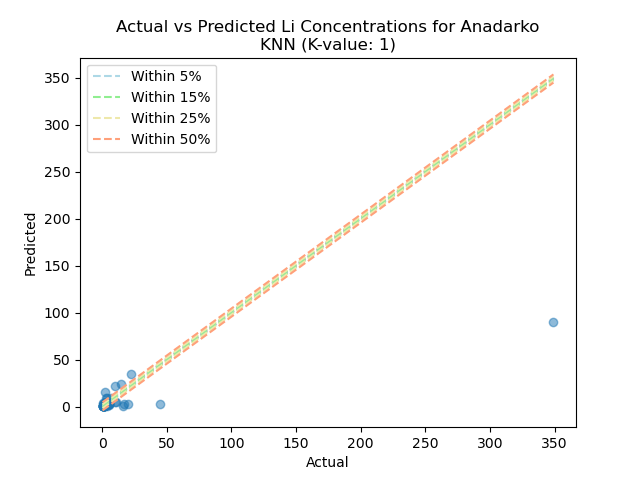 Actual vs Predicted Li Concentrations for Anadarko
KNN (K-value: 1)
Within 5%
Within 15%
Within 25%
Within 50%
350
300
250
200
150
100
50
0
Predicted
0 50 100 150 200 250 300 350
Actual